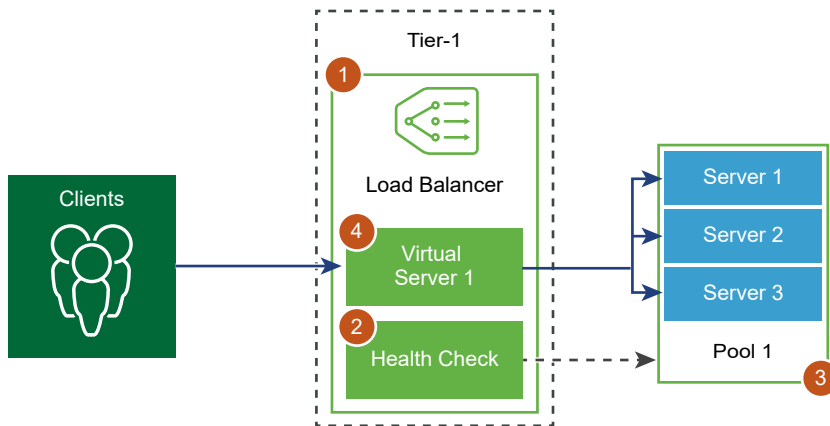 Tier-1
1
Load Balancer
Clients
4
Virtual
Server 1
2
Health Check
Server 1
Server 2
Server 3
Pool 1
3